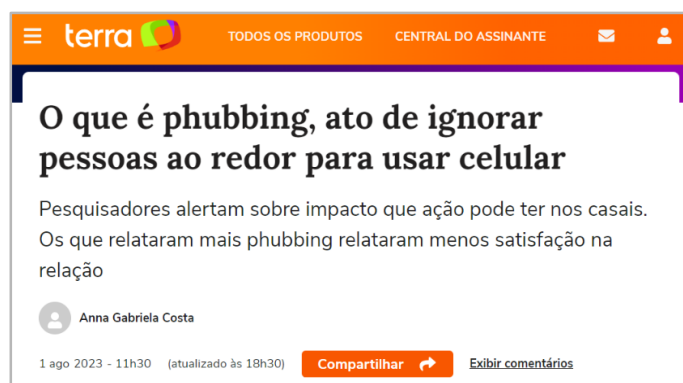 terra
TODOS OS PRODUTOS
CENTRAL DO ASSINANTE
O que é phubbing, ato de ignorar
pessoas ao redor para usar celular
Pesquisadores alertam sobre impacto que ação pode ter nos casais.
Os que relataram mais phubbing relataram menos satisfação na
relação
Anna Gabriela Costa
1 ago 2023 - 11h30 (atualizado às 18h30)
Compartilhar
Exibir comentários